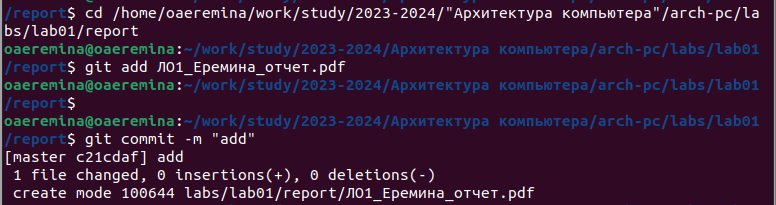 /report$ cd /home/oaeremina/work/study/2023-2024/"Архитектура компьютера"/arch-pc/la
bs/lab01/report
oaeremina@oaeremina:~/work/study/2023-2024/Архитектура компьютера/arch-pc/labs/lab01
/report$ git add ЛО1_Еремина_отчет.pdf
oaeremina@oaeremina:~/work/study/2023-2024/Архитектура компьютера/arch-pc/labs/lab01
/report$
oaeremina@oaeremina:~/work/study/2023-2024/Архитектура компьютера/arch-pc/labs/lab01
/report$ git commit -m "add"
[master c21cdaf] add
 1 file changed, 0 insertions(+), 0 deletions(-)
 create mode 100644 labs/lab01/report/ЛО1_Еремина_отчет.pdf